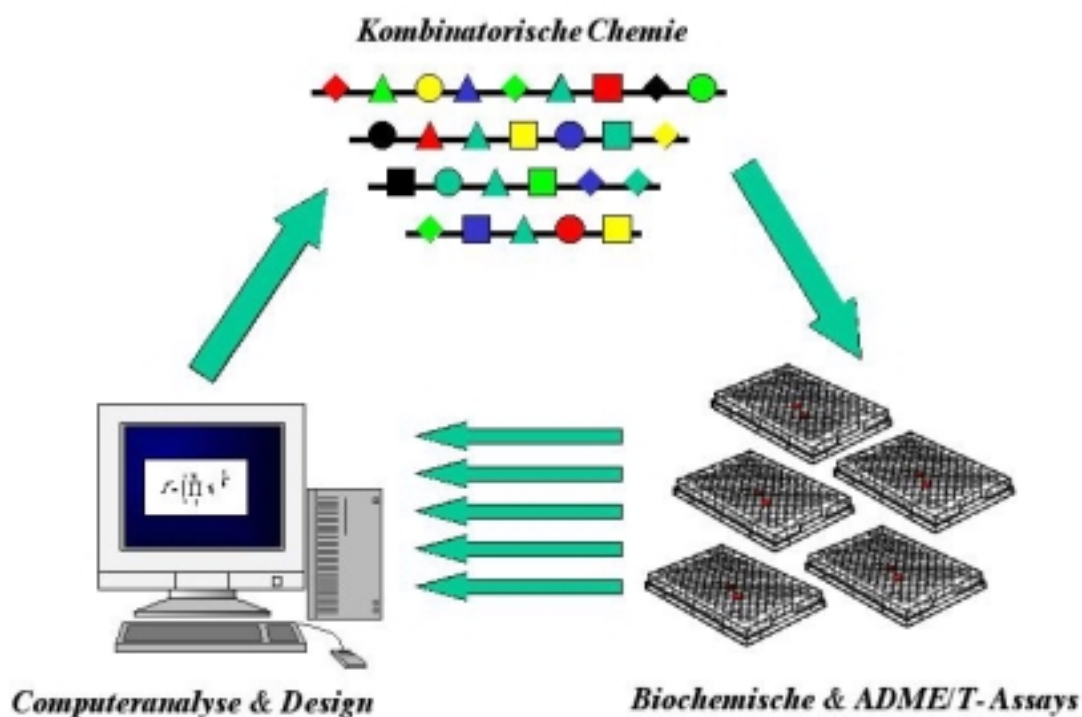 Kombinatorische Chemie
Computeranalyse & Design
Biochemische & ADME/T- Assays